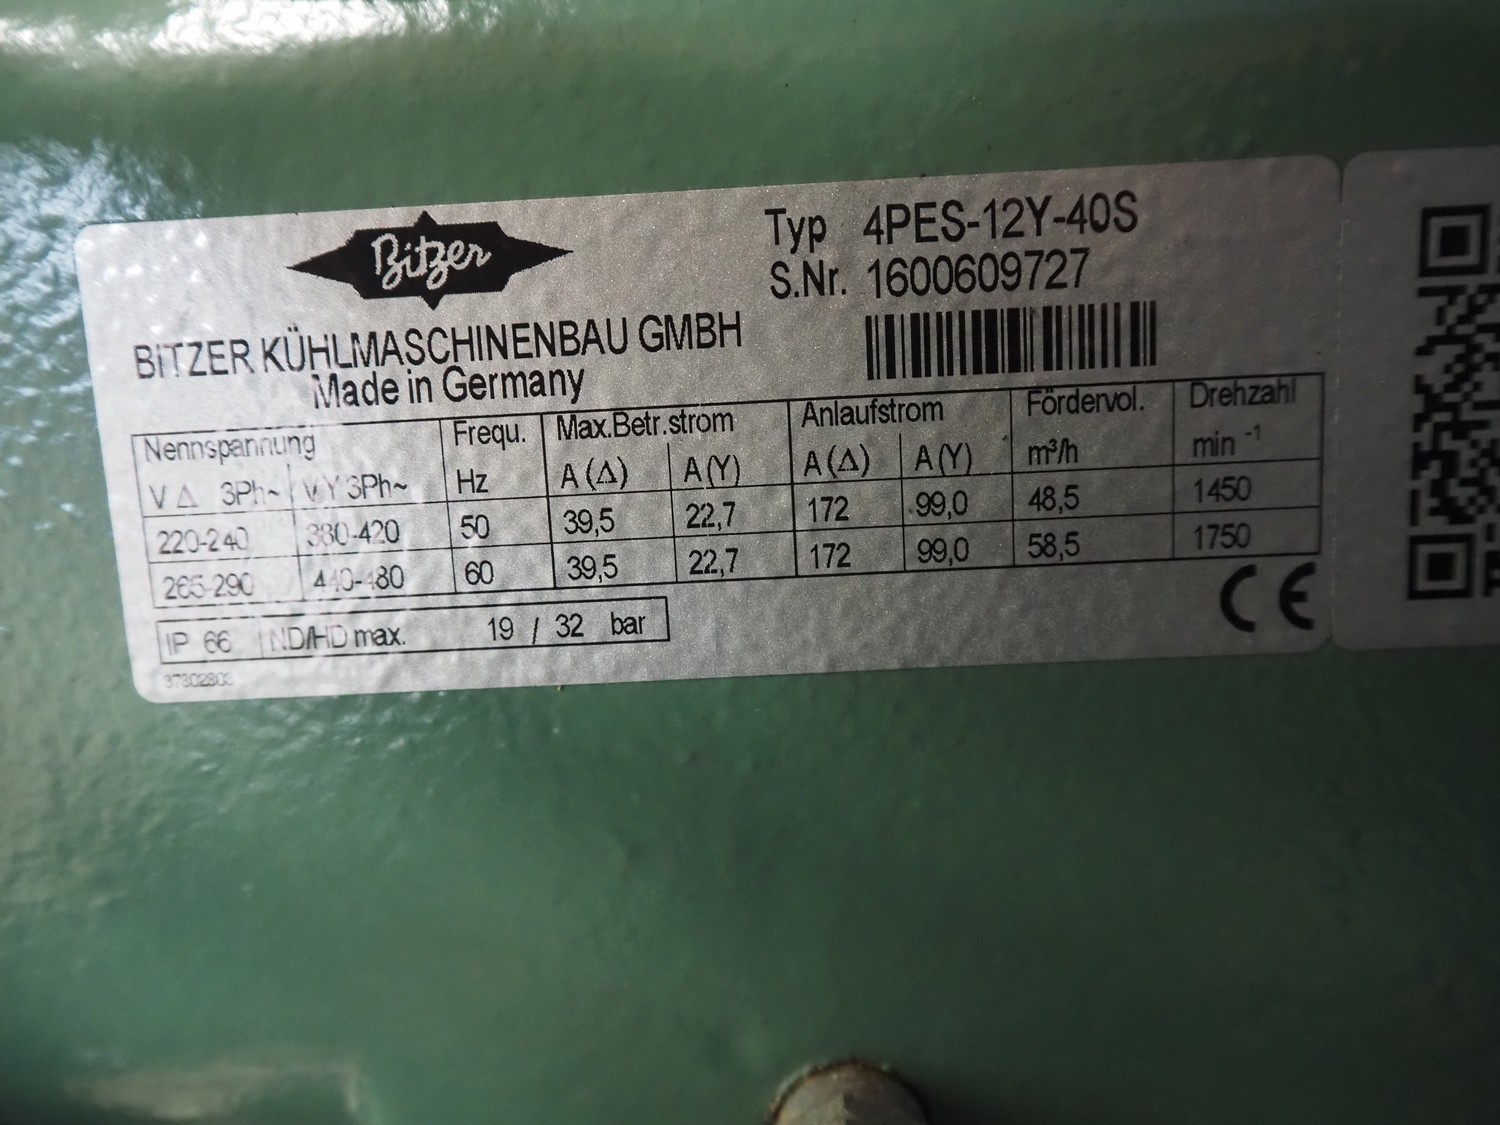 Bitzer
Typ 4PES-12Y-40S
S.Nr. 1600609727
BITZER KÜHLMASCHINENBAU GMBH
Made in Germany
Nennspannung Frequ. Max.Betr.strom Anlaufstrom Fördervol. Drehzahl
V Δ 3Ph~ V Y 3Ph~ Hz A (Δ) A (Y) A (Δ) A (Y) m³/h min -1
220-240 380-420 50 39,5 22,7 172 99,0 48,5 1450
265-290 440-480 60 39,5 22,7 172 99,0 58,5 1750
IP 66 ND/HD max. 19 / 32 bar
CE